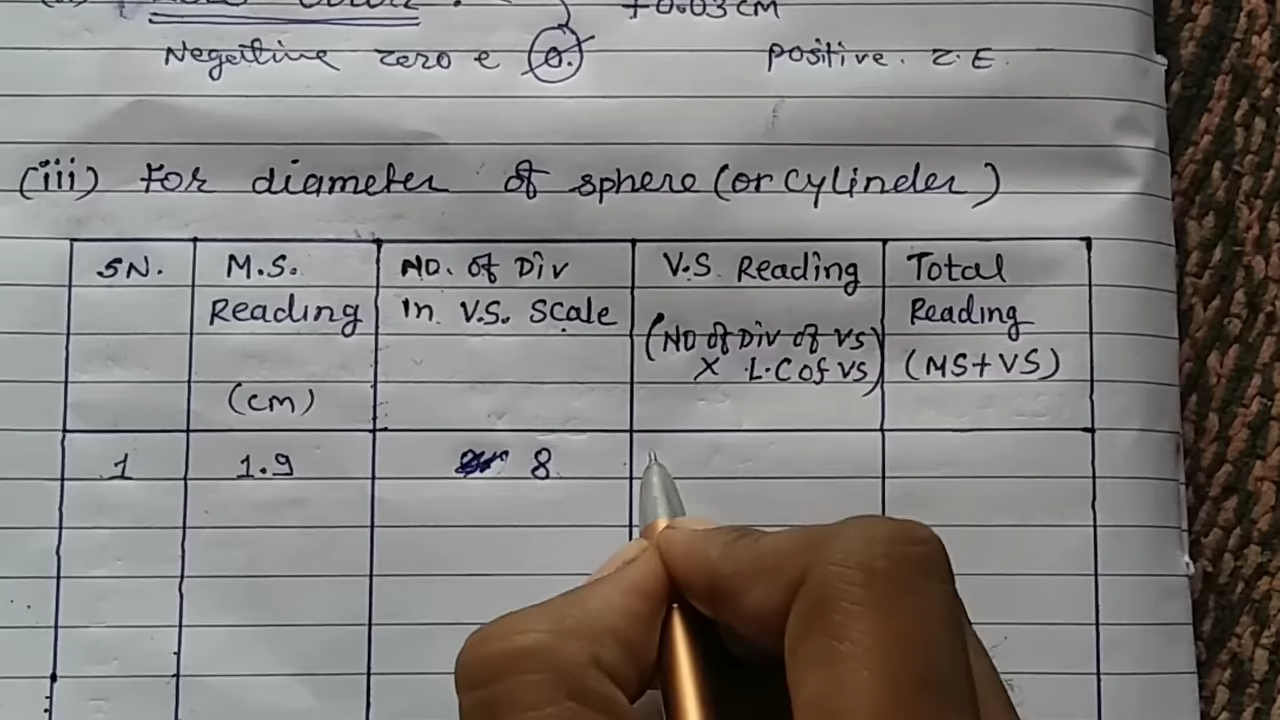 +0.03 cm
Negative zero e
positive. Z.E.
(iii) For diameter of sphere (or cylinder)
SN.
M.S. Reading (cm)
NO. of Div In V.S. Scale
V.S. Reading (NO of Div of VS X L.C of VS)
Total Reading (MS+VS)
1 1.9 8